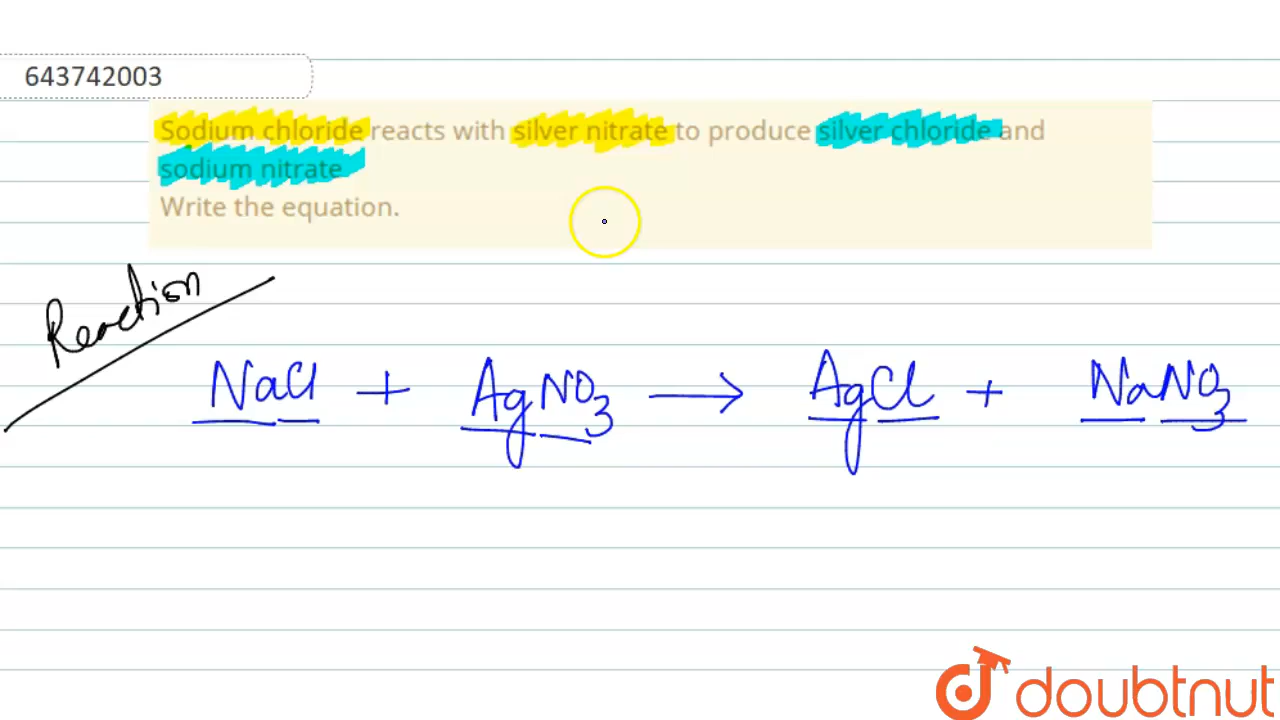 643742003
Sodium chloride reacts with silver nitrate to produce silver chloride and
sodium nitrate
Write the equation.
Reaction
NaCl + AgNO3 → AgCl + NaNO3
doubtnut